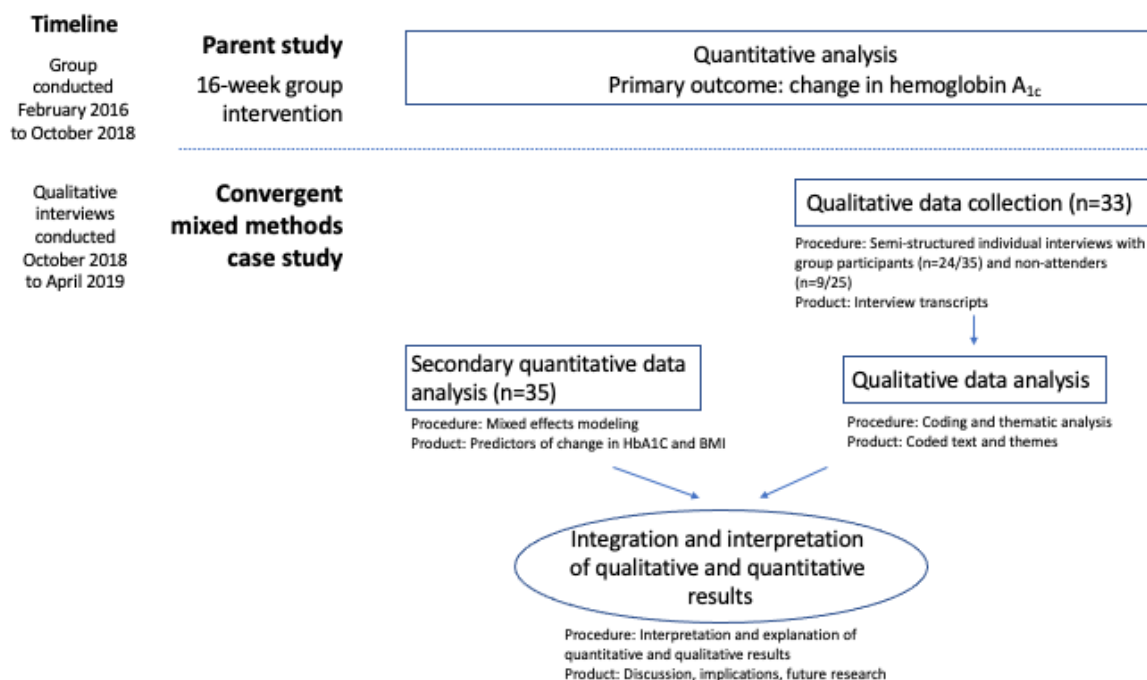 Timeline
Group
conducted
February 2016
to October 2018
Parent study
16-week group
intervention
Quantitative analysis
Primary outcome: change in hemoglobin A1c
Qualitative
interviews
conducted
October 2018
to April 2019
Convergent
mixed methods
case study
Qualitative data collection (n=33)
Procedure: Semi-structured individual interviews with
group participants (n=24/35) and non-attenders
(n=9/25)
Product: Interview transcripts
Secondary quantitative data
analysis (n=35)
Procedure: Mixed effects modeling
Product: Predictors of change in HbA1C and BMI
Qualitative data analysis
Procedure: Coding and thematic analysis
Product: Coded text and themes
Integration and interpretation
of qualitative and quantitative
results
Procedure: Interpretation and explanation of
quantitative and qualitative results
Product: Discussion, implications, future research